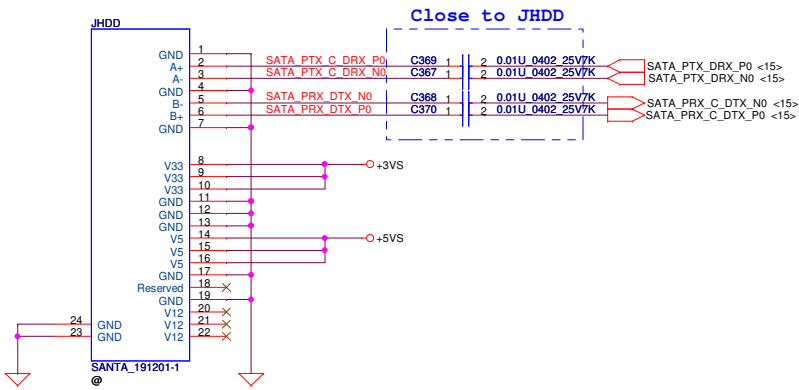 Close to JHDD
JHDD
GND 1
A+ 2 SATA_PTX_C_DRX_P0 C369 1 2 0.01U_0402_25V7K SATA_PTX_DRX_P0 <15>
A- 3 SATA_PTX_C_DRX_N0 C367 1 2 0.01U_0402_25V7K SATA_PTX_DRX_N0 <15>
GND 4
B- 5 SATA_PRX_DTX_N0 C368 1 2 0.01U_0402_25V7K SATA_PRX_C_DTX_N0 <15>
B+ 6 SATA_PRX_DTX_P0 C370 1 2 0.01U_0402_25V7K SATA_PRX_C_DTX_P0 <15>
GND 7
V33 8 +3VS
V33 9
V33 10
GND 11
GND 12
GND 13
V5 14 +5VS
V5 15
V5 16
GND 17
Reserved 18
GND 19
V12 20
24 GND V12 21
23 GND V12 22
SANTA_191201-1
@